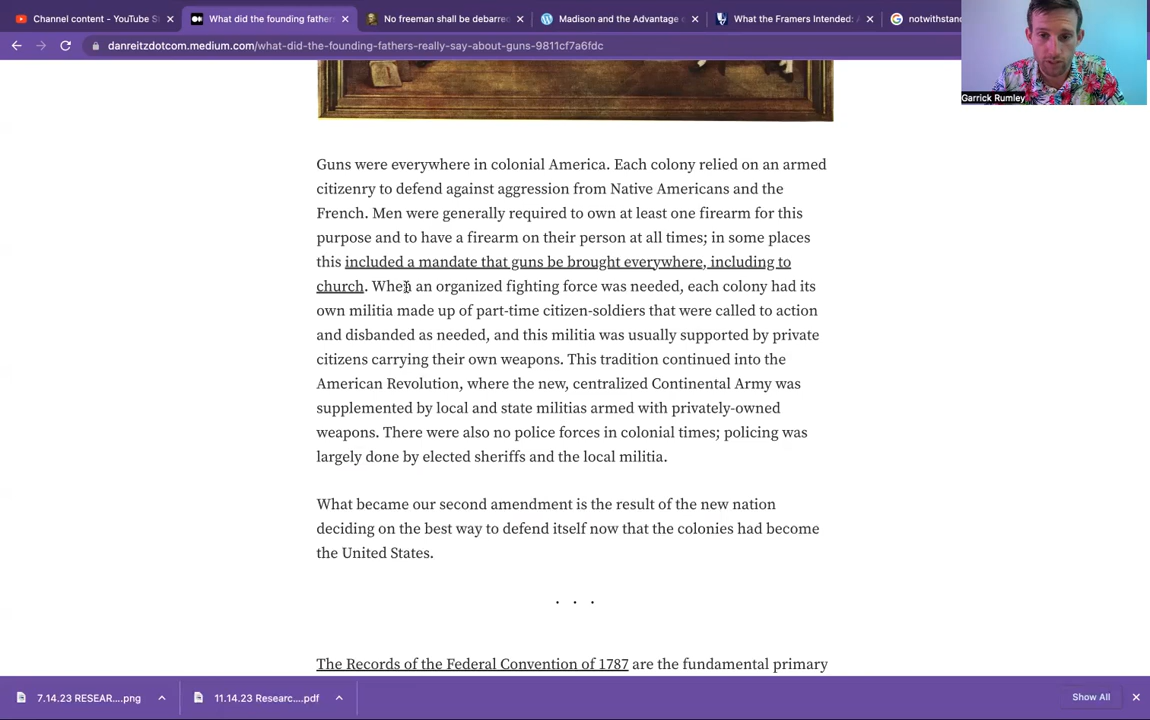 Channel content - YouTube S
What did the founding father
No freeman shall be debarre
Madison and the Advantage o
What the Framers Intended: A
notwithstand
danreitzdotcom.medium.com/what-did-the-founding-fathers-really-say-about-guns-9811cf7a6fdc
Garrick Rumley
Guns were everywhere in colonial America. Each colony relied on an armed
citizenry to defend against aggression from Native Americans and the
French. Men were generally required to own at least one firearm for this
purpose and to have a firearm on their person at all times; in some places
this included a mandate that guns be brought everywhere, including to
church. When an organized fighting force was needed, each colony had its
own militia made up of part-time citizen-soldiers that were called to action
and disbanded as needed, and this militia was usually supported by private
citizens carrying their own weapons. This tradition continued into the
American Revolution, where the new, centralized Continental Army was
supplemented by local and state militias armed with privately-owned
weapons. There were also no police forces in colonial times; policing was
largely done by elected sheriffs and the local militia.
What became our second amendment is the result of the new nation
deciding on the best way to defend itself now that the colonies had become
the United States.
. . .
The Records of the Federal Convention of 1787 are the fundamental primary
7.14.23 RESEAR....png
11.14.23 Researc....pdf
Show All